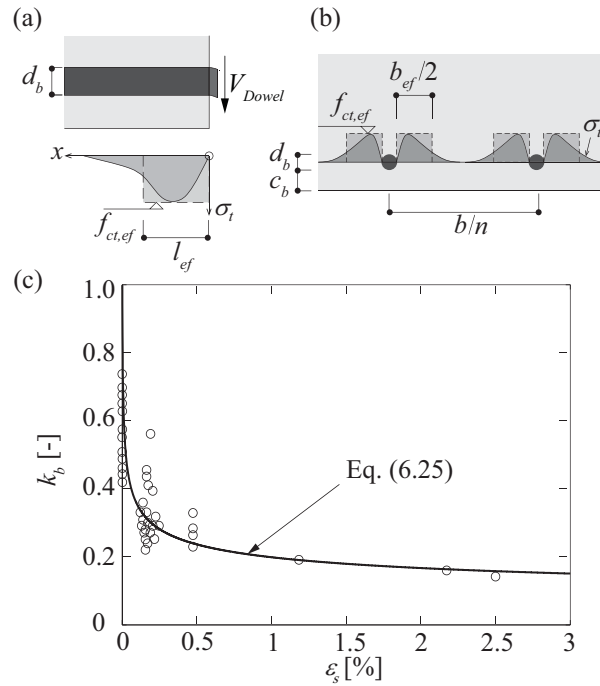 (a)
d_b
V_Dowel
x
σ_t
f_ct,ef
l_ef
(b)
b_ef/2
f_ct,ef
σ_t
d_b
c_b
b/n
(c)
1.0
0.8
0.6
0.4
0.2
0
k_b [-]
Eq. (6.25)
0 0.5 1 1.5 2 2.5 3
ε_s [%]